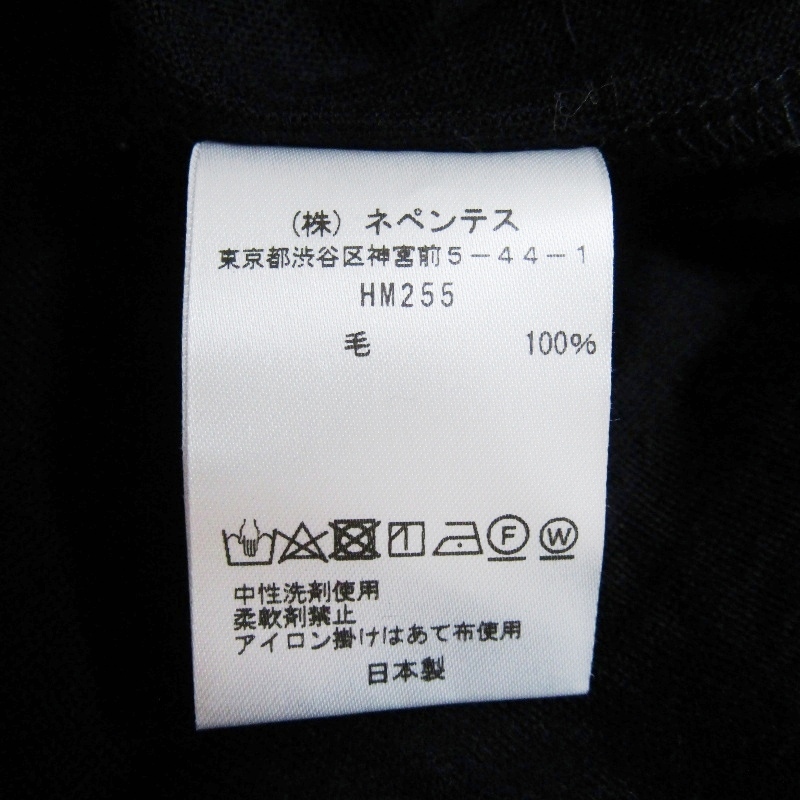 （株）ネペンテス
東京都渋谷区神宮前５－４４－１
HM255
毛 100%
F W
中性洗剤使用
柔軟剤禁止
アイロン掛けはあて布使用
日本製